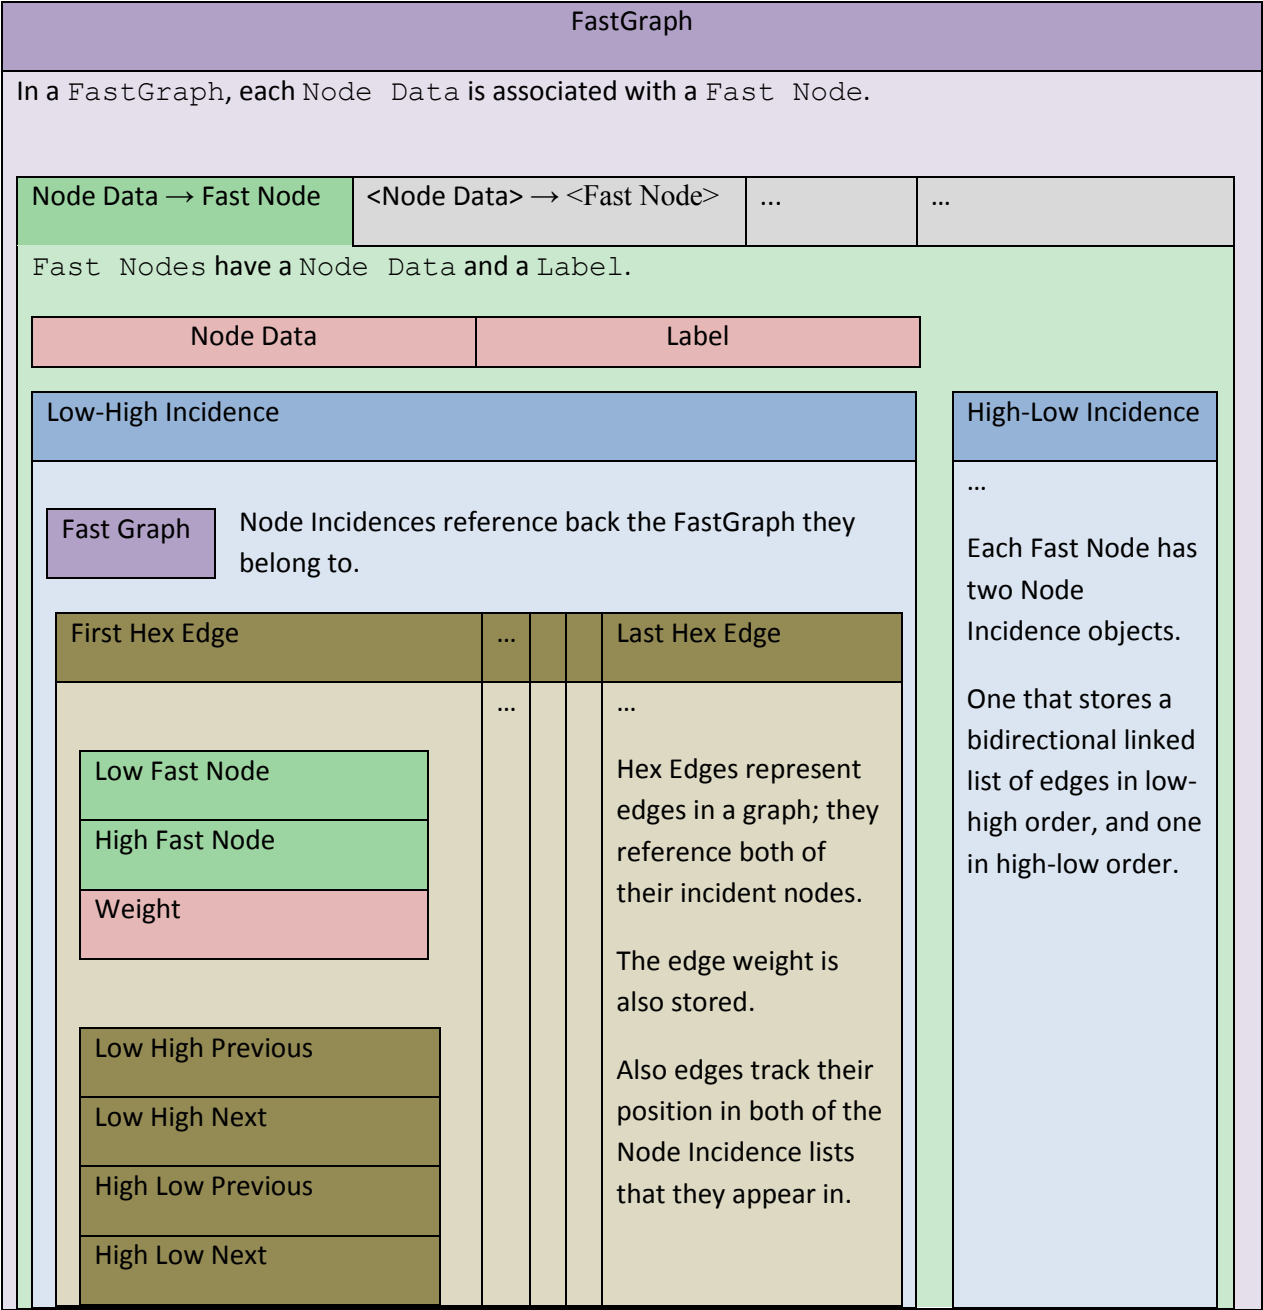 FastGraph
In a FastGraph, each Node Data is associated with a Fast Node.
Node Data → Fast Node
<Node Data> → <Fast Node>
...
...
Fast Nodes have a Node Data and a Label.
Node Data
Label
Low-High Incidence
Fast Graph
Node Incidences reference back the FastGraph they
belong to.
First Hex Edge
...
Last Hex Edge
...
Low Fast Node
High Fast Node
Weight
Low High Previous
Low High Next
High Low Previous
High Low Next
...
Hex Edges represent
edges in a graph; they
reference both of
their incident nodes.
The edge weight is
also stored.
Also edges track their
position in both of the
Node Incidence lists
that they appear in.
High-Low Incidence
...
Each Fast Node has
two Node
Incidence objects.
One that stores a
bidirectional linked
list of edges in low-
high order, and one
in high-low order.